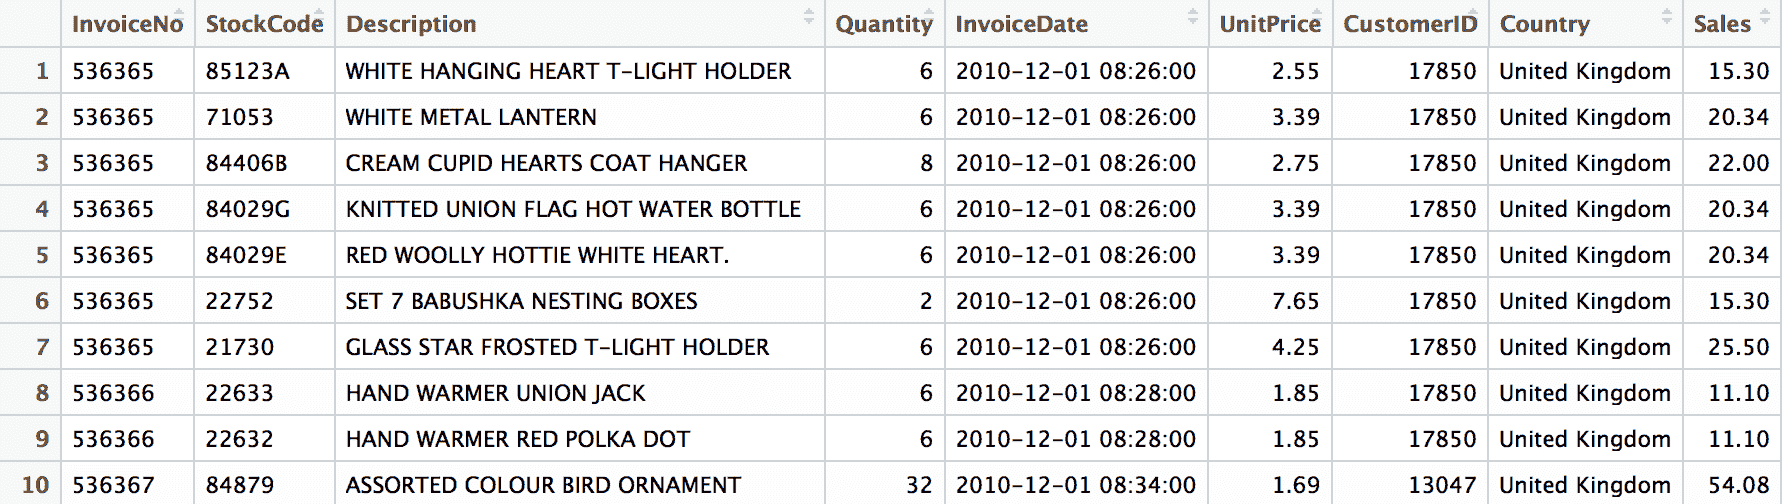 InvoiceNo StockCode Description Quantity InvoiceDate UnitPrice CustomerID Country Sales
1 536365 85123A WHITE HANGING HEART T-LIGHT HOLDER 6 2010-12-01 08:26:00 2.55 17850 United Kingdom 15.30
2 536365 71053 WHITE METAL LANTERN 6 2010-12-01 08:26:00 3.39 17850 United Kingdom 20.34
3 536365 84406B CREAM CUPID HEARTS COAT HANGER 8 2010-12-01 08:26:00 2.75 17850 United Kingdom 22.00
4 536365 84029G KNITTED UNION FLAG HOT WATER BOTTLE 6 2010-12-01 08:26:00 3.39 17850 United Kingdom 20.34
5 536365 84029E RED WOOLLY HOTTIE WHITE HEART. 6 2010-12-01 08:26:00 3.39 17850 United Kingdom 20.34
6 536365 22752 SET 7 BABUSHKA NESTING BOXES 2 2010-12-01 08:26:00 7.65 17850 United Kingdom 15.30
7 536365 21730 GLASS STAR FROSTED T-LIGHT HOLDER 6 2010-12-01 08:26:00 4.25 17850 United Kingdom 25.50
8 536366 22633 HAND WARMER UNION JACK 6 2010-12-01 08:28:00 1.85 17850 United Kingdom 11.10
9 536366 22632 HAND WARMER RED POLKA DOT 6 2010-12-01 08:28:00 1.85 17850 United Kingdom 11.10
10 536367 84879 ASSORTED COLOUR BIRD ORNAMENT 32 2010-12-01 08:34:00 1.69 13047 United Kingdom 54.08